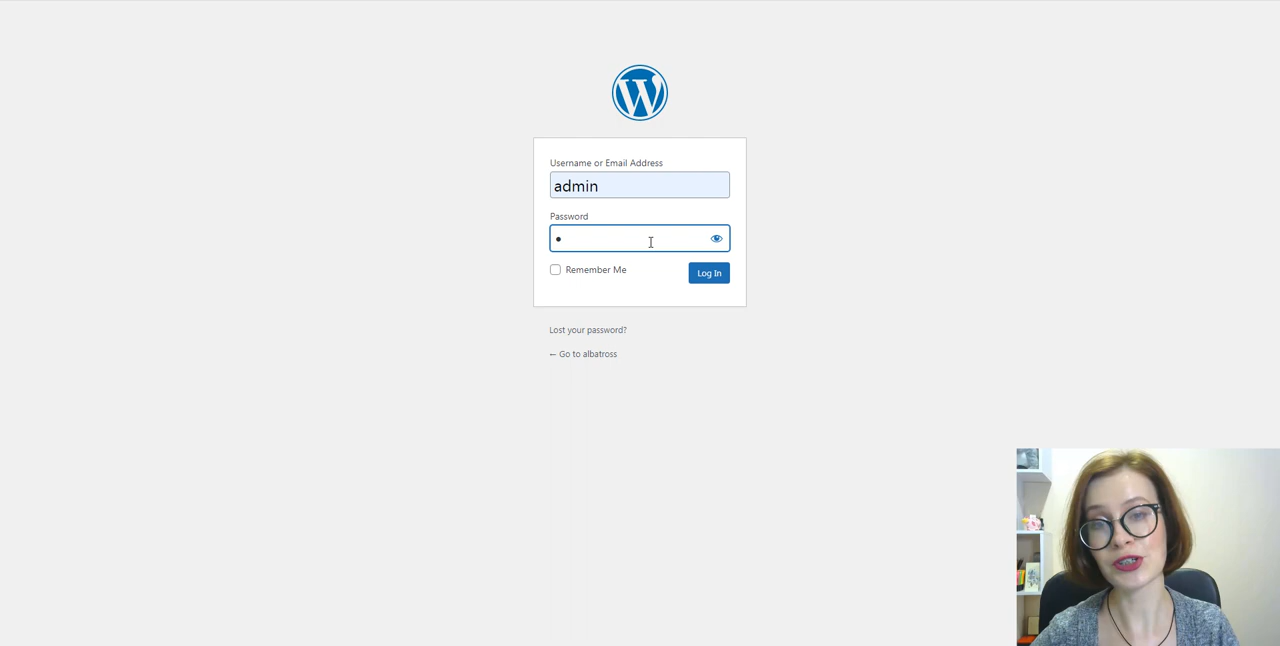 Username or Email Address
admin
Password
Remember Me
Log In
Lost your password?
← Go to albatross